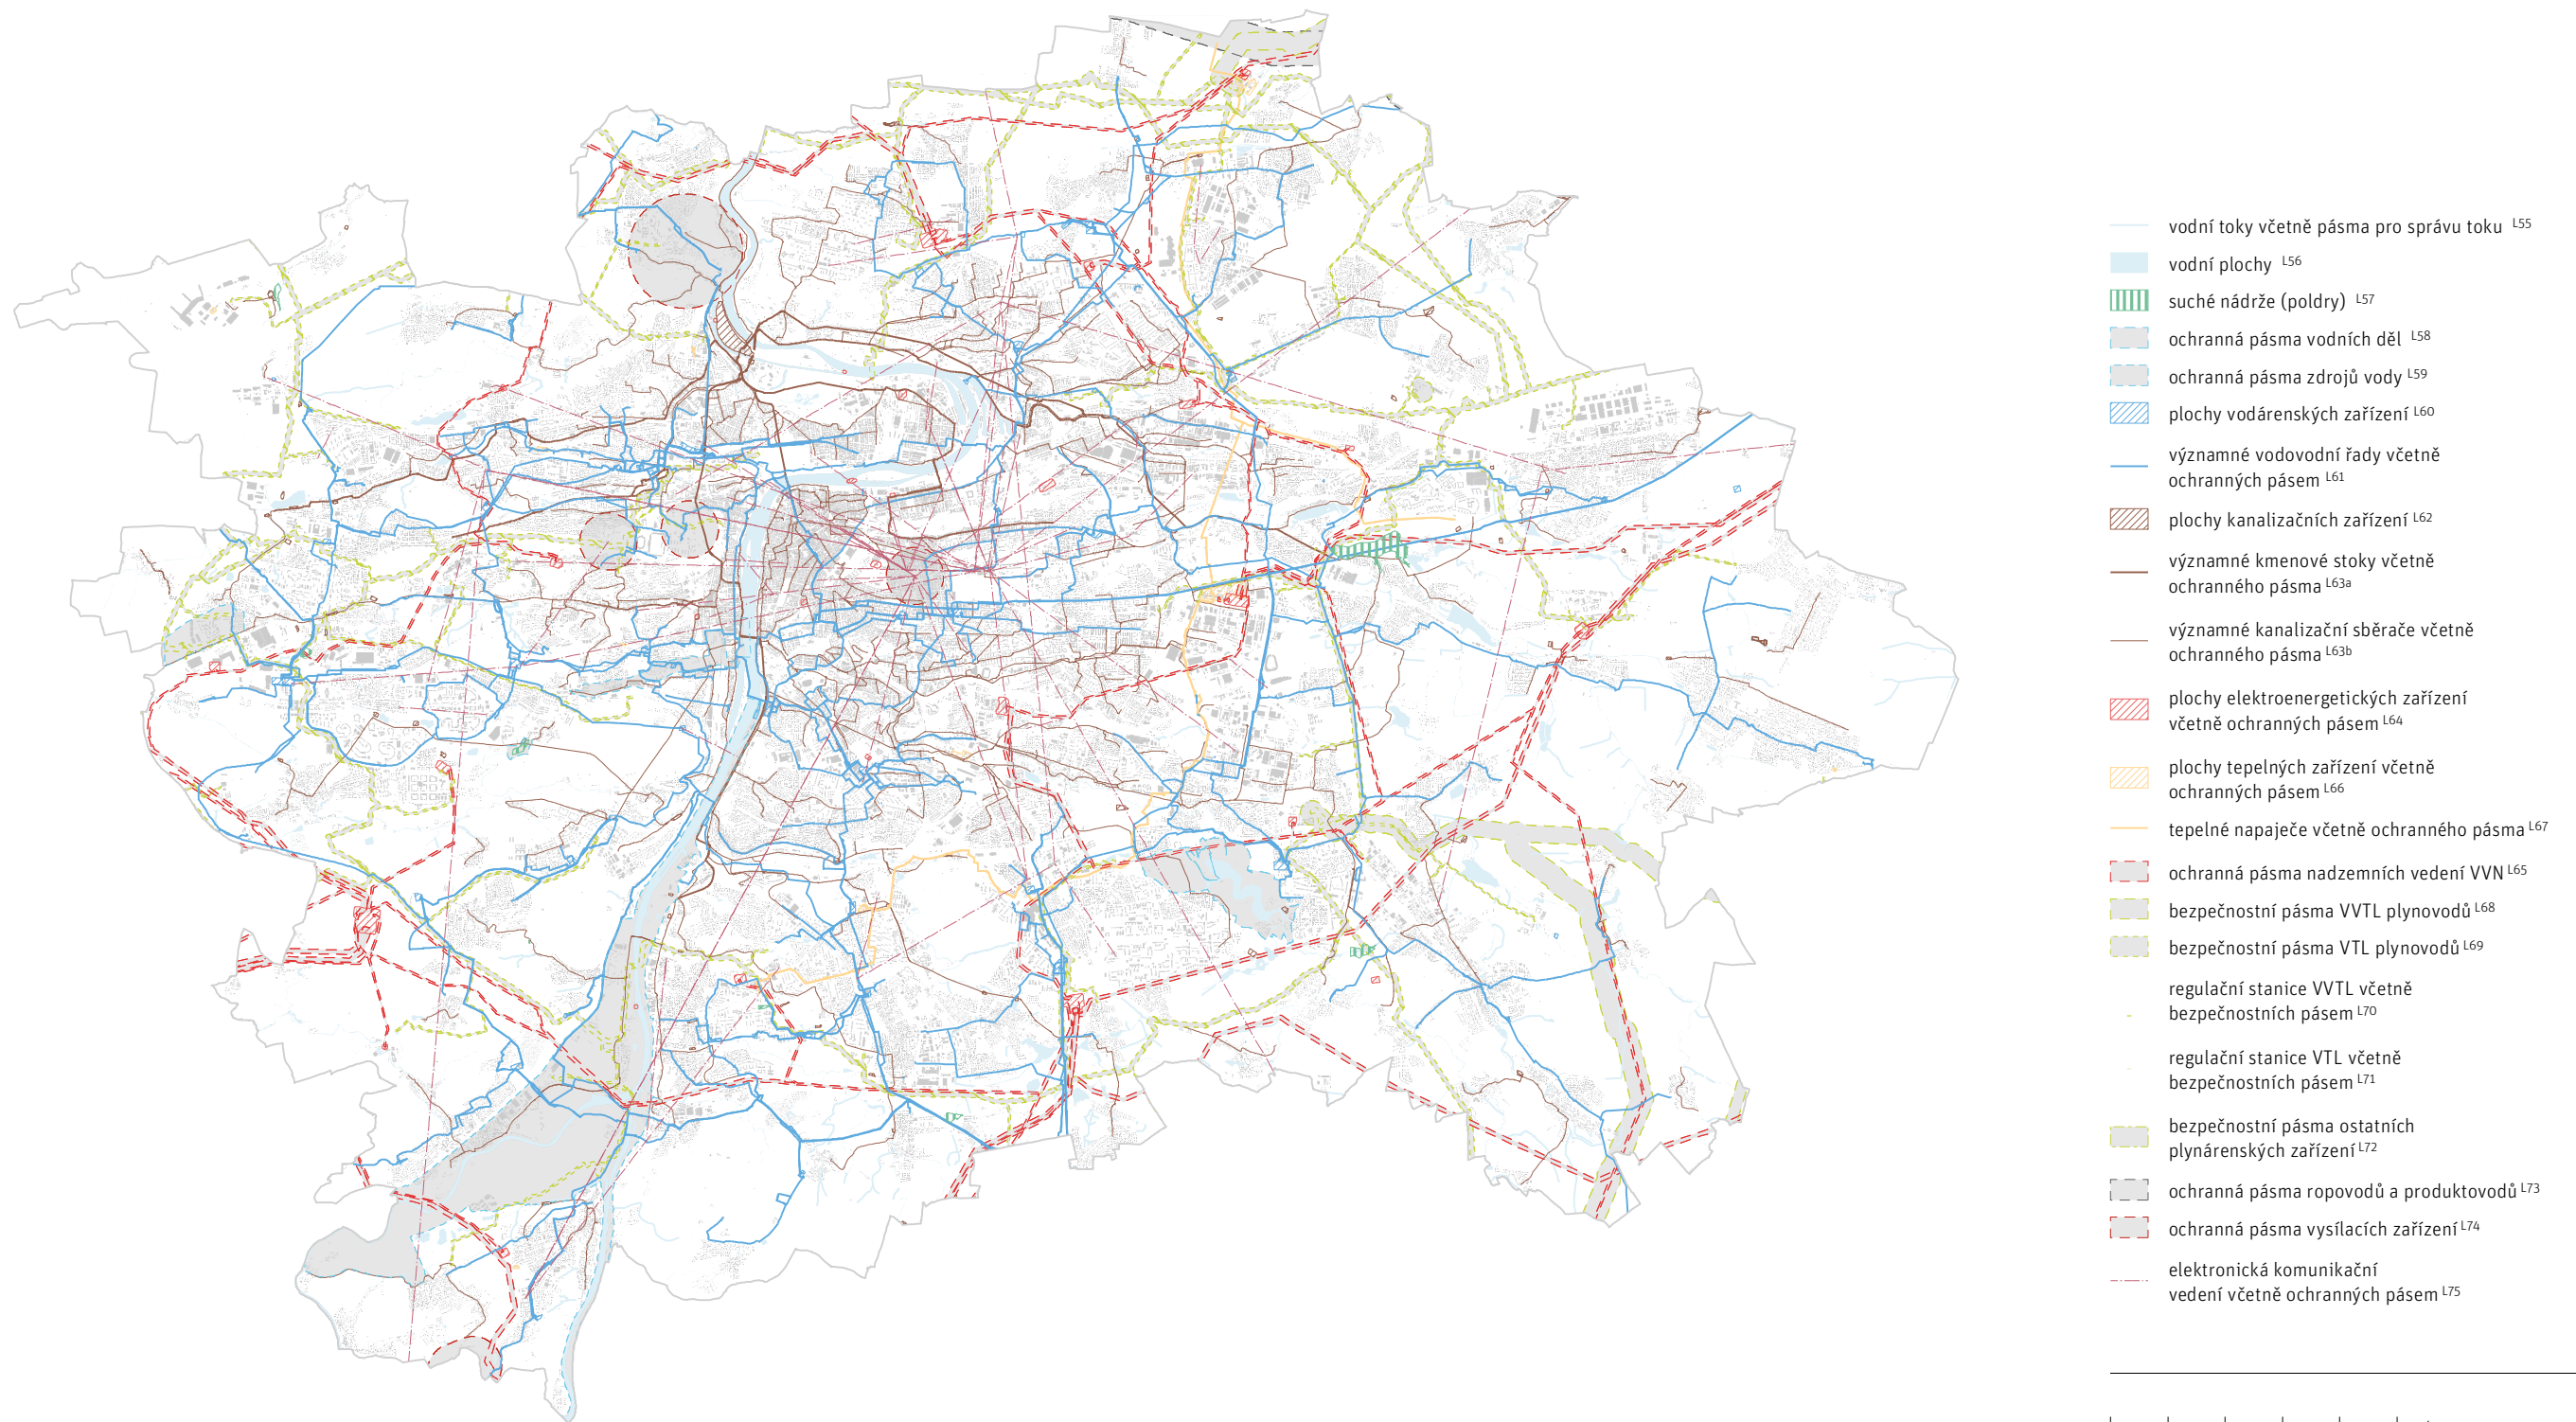 vodní toky včetně pásma pro správu toku L55
vodní plochy L56
suché nádrže (poldry) L57
ochranná pásma vodních děl L58
ochranná pásma zdrojů vody L59
plochy vodárenských zařízení L60
významné vodovodní řady včetně
ochranných pásem L61
plochy kanalizačních zařízení L62
významné kmenové stoky včetně
ochranného pásma L63a
významné kanalizační sběrače včetně
ochranného pásma L63b
plochy elektroenergetických zařízení
včetně ochranných pásem L64
plochy tepelných zařízení včetně
ochranných pásem L66
tepelné napaječe včetně ochranného pásma L67
ochranná pásma nadzemních vedení VVN L65
bezpečnostní pásma VVTL plynovodů L68
bezpečnostní pásma VTL plynovodů L69
regulační stanice VVTL včetně
bezpečnostních pásem L70
regulační stanice VTL včetně
bezpečnostních pásem L71
bezpečnostní pásma ostatních
plynárenských zařízení L72
ochranná pásma ropovodů a produktovodů L73
ochranná pásma vysílacích zařízení L74
elektronická komunikační
vedení včetně ochranných pásem L75